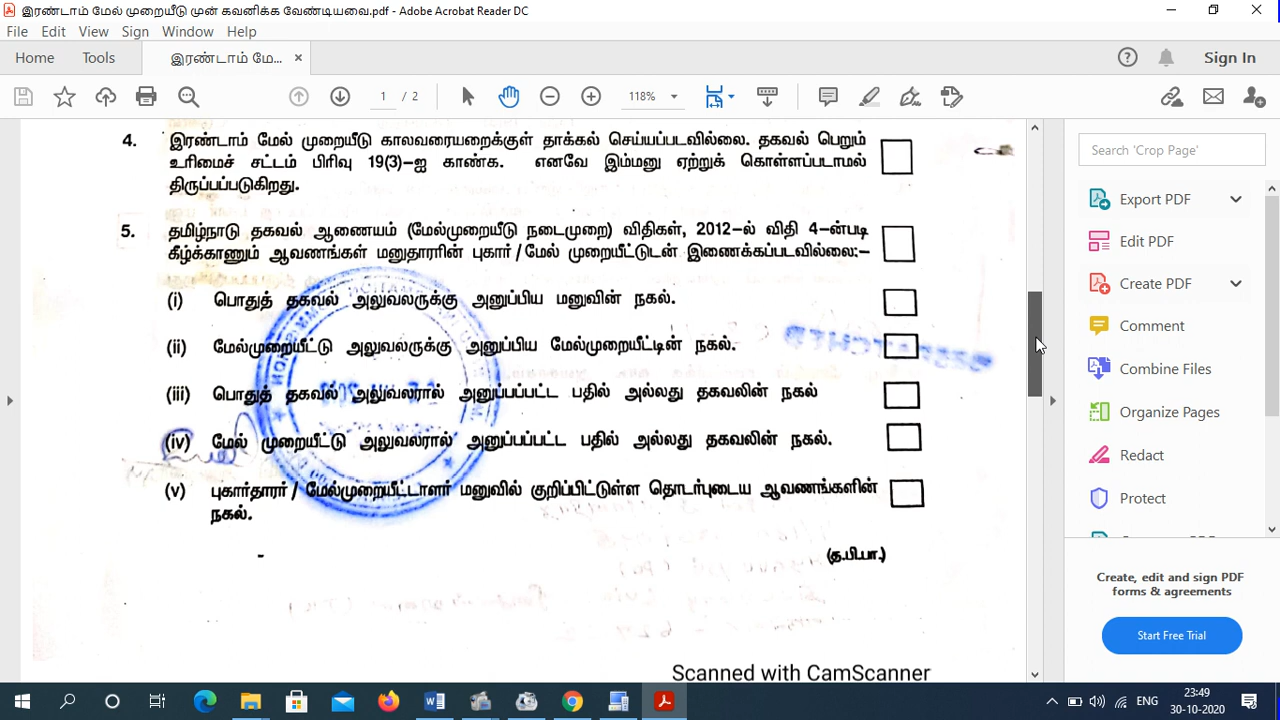 இரண்டாம் மேல் முறையீடு முன் கவனிக்க வேண்டியவை.pdf - Adobe Acrobat Reader DC
File Edit View Sign Window Help
Home Tools இரண்டாம் மே... × Sign In
1 / 2 118%
4. இரண்டாம் மேல் முறையீடு காலவரையறைக்குள் தாக்கல் செய்யப்படவில்லை. தகவல் பெறும்
உரிமைச் சட்டம் பிரிவு 19(3)-ஐ காண்க. எனவே இம்மனு ஏற்றுக் கொள்ளப்படாமல்
திருப்பப்படுகிறது.
5. தமிழ்நாடு தகவல் ஆணையம் (மேல்முறையீடு நடைமுறை) விதிகள், 2012-ல் விதி 4-ன்படி
கீழ்க்காணும் ஆவணங்கள் மனுதாரரின் புகார் / மேல் முறையீட்டுடன் இணைக்கப்படவில்லை:-
(i) பொதுத் தகவல் அலுவலருக்கு அனுப்பிய மனுவின் நகல்.
(ii) மேல்முறையீட்டு அலுவலருக்கு அனுப்பிய மேல்முறையீட்டின் நகல்.
(iii) பொதுத் தகவல் அலுவலரால் அனுப்பப்பட்ட பதில் அல்லது தகவலின் நகல்
(iv) மேல் முறையீட்டு அலுவலரால் அனுப்பப்பட்ட பதில் அல்லது தகவலின் நகல்.
(v) புகார்தாரர் / மேல்முறையீட்டாளர் மனுவில் குறிப்பிட்டுள்ள தொடர்புடைய ஆவணங்களின்
நகல்.
(த.பி.பா.)
Scanned with CamScanner
Search 'Crop Page'
Export PDF
Edit PDF
Create PDF
Comment
Combine Files
Organize Pages
Redact
Protect
Create, edit and sign PDF
forms & agreements
Start Free Trial
ENG 23:49
30-10-2020